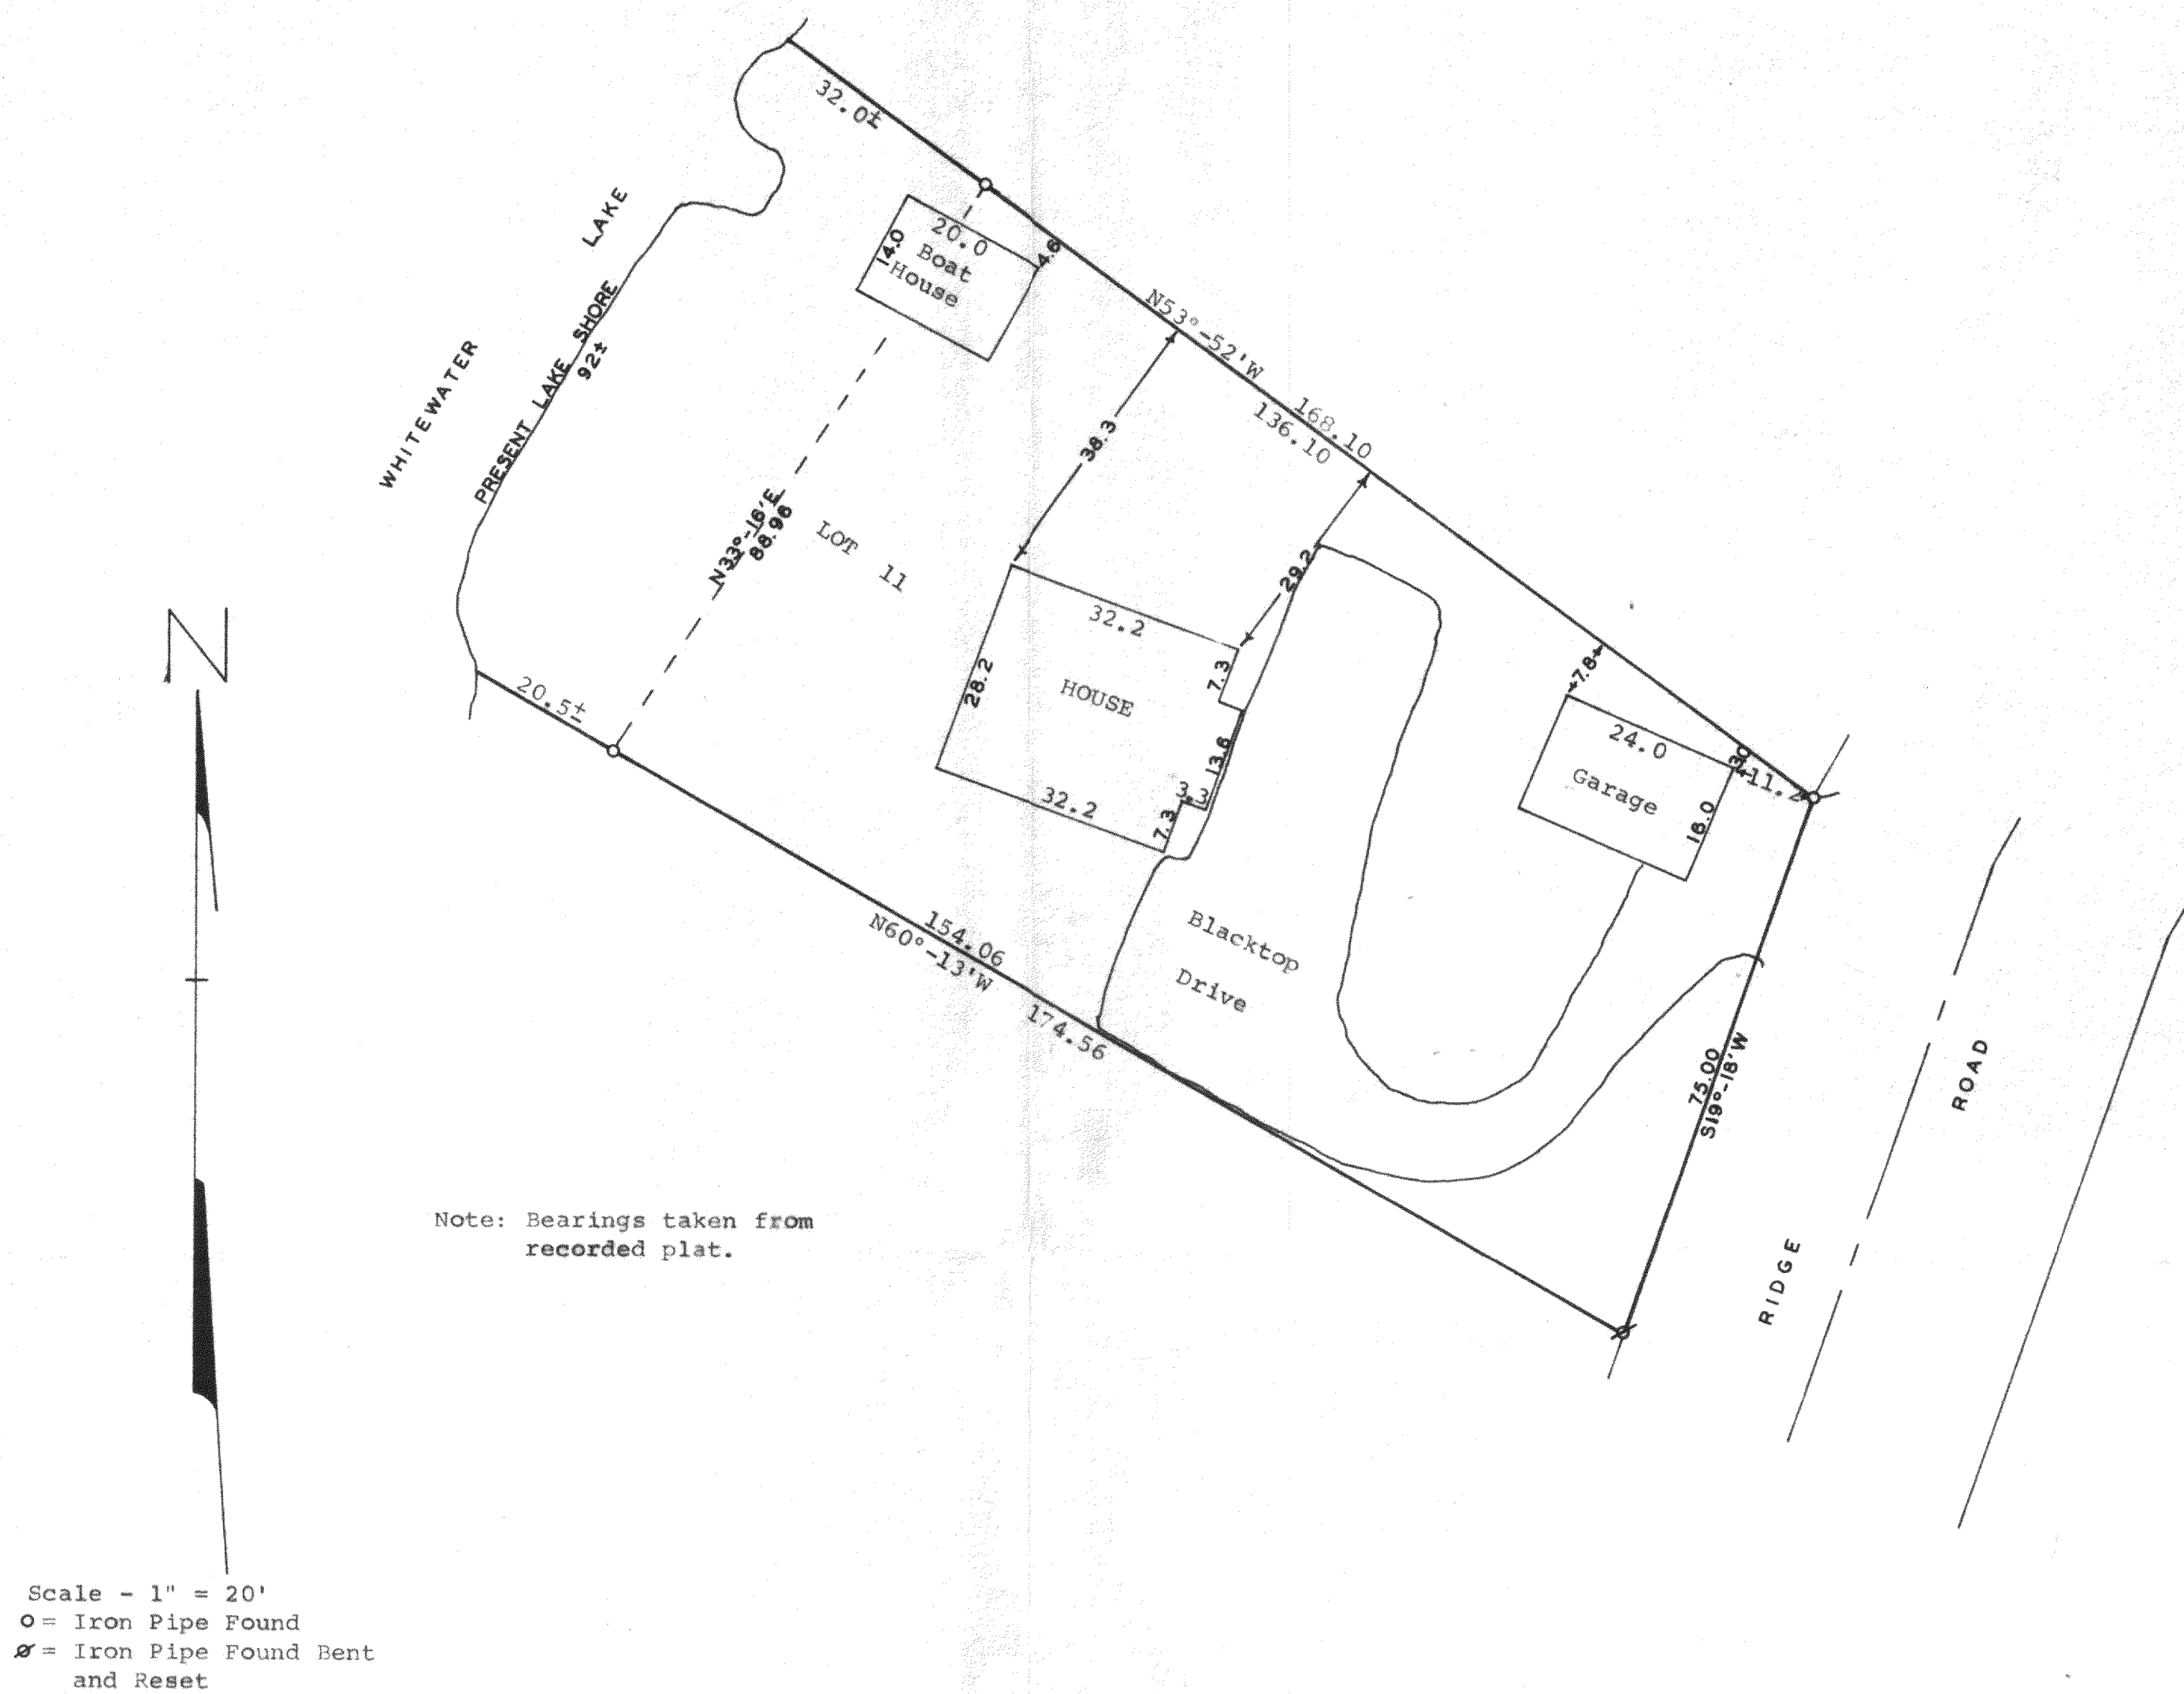 32.0±
LAKE
WHITEWATER
PRESENT LAKE SHORE
92±
20.0
14.0
Boat
House
4.6
N53°-52'W
168.10
136.10
38.3
N33°-16'E
88.96
LOT 11
29.2
32.2
7.3
28.2
HOUSE
13.6
3.3
32.2
7.3
7.8
24.0
Garage
3.0
11.2
16.0
N
20.5±
154.06
N60°-13'W
174.56
Blacktop
Drive
75.00
S19°-18'W
RIDGE ROAD
Note: Bearings taken from
recorded plat.
Scale - 1" = 20'
O = Iron Pipe Found
Ø = Iron Pipe Found Bent
and Reset